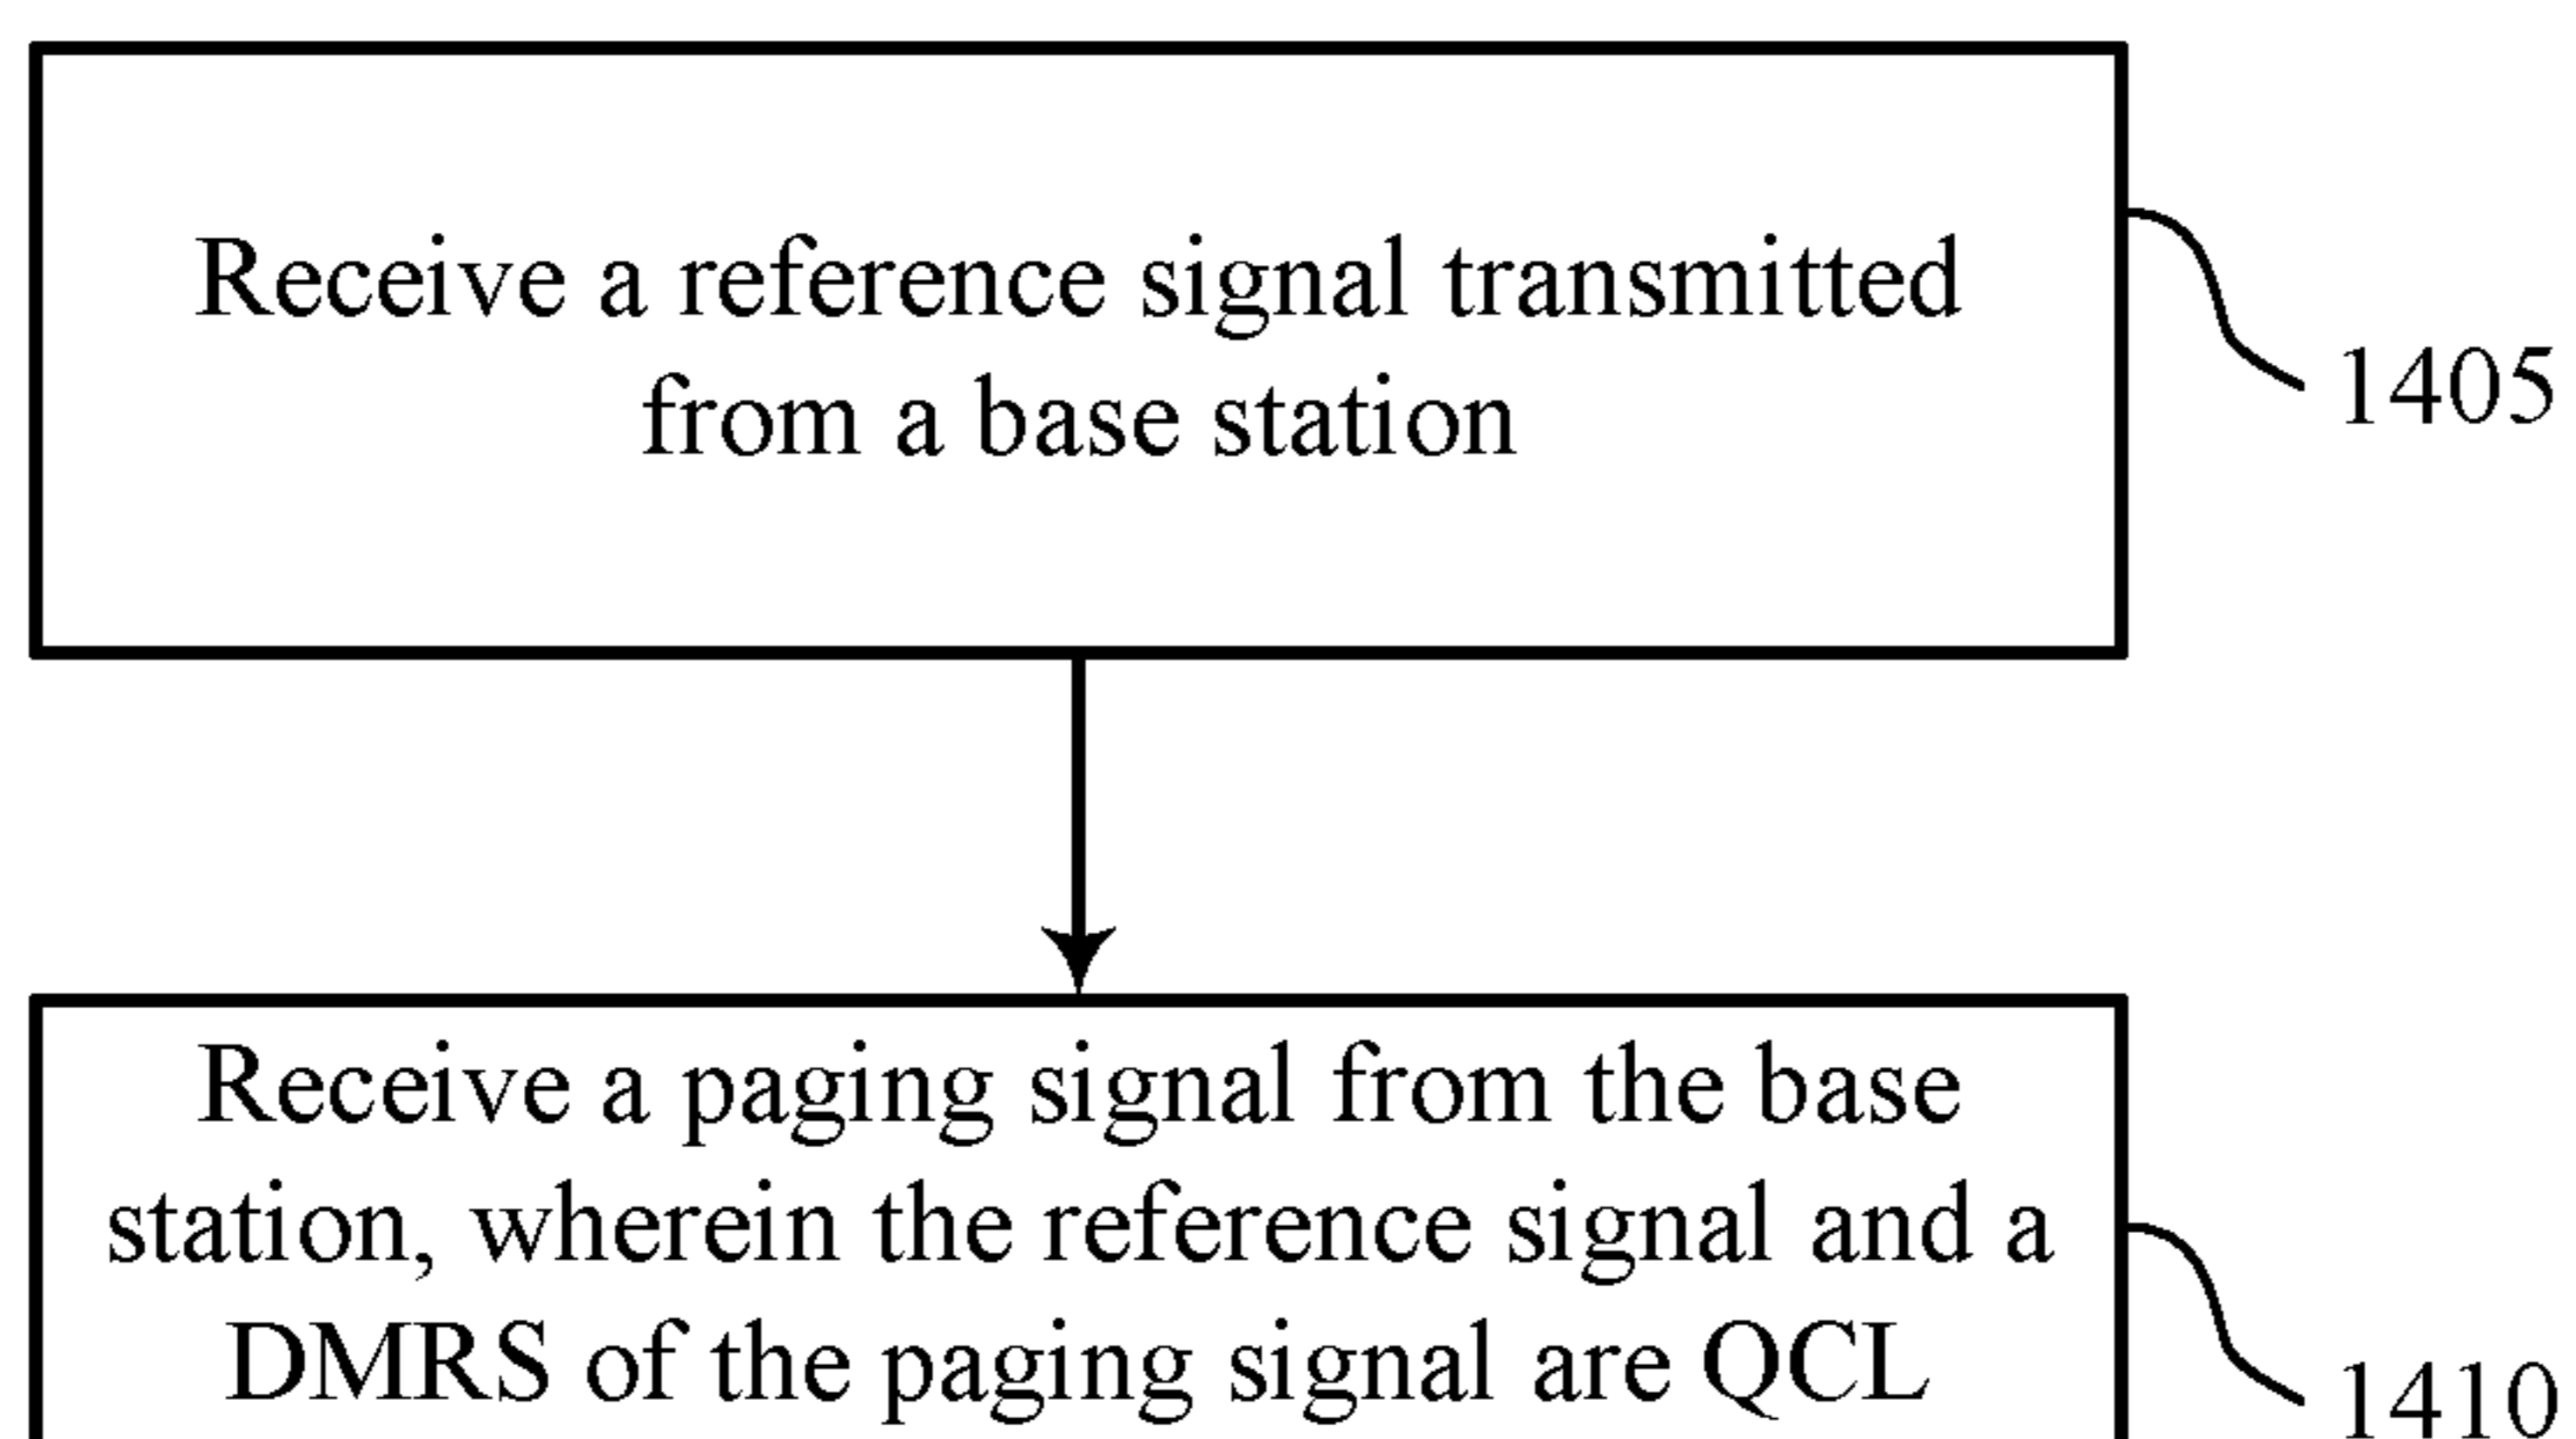 Receive a reference signal transmitted
from a base station
1405
Receive a paging signal from the base
station, wherein the reference signal and a
DMRS of the paging signal are QCL
1410